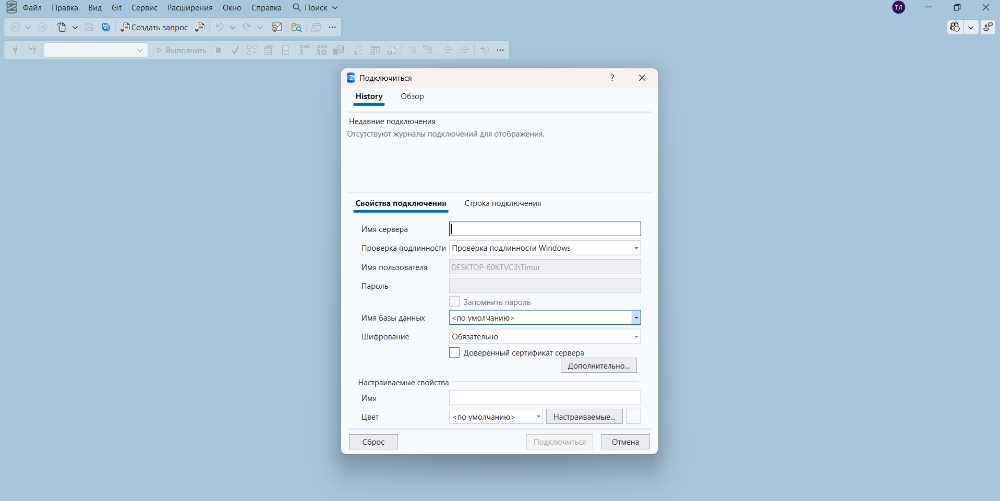 Файл Правка Вид Git Сервис Расширения Окно Справка Поиск ТЛ
Создать запрос
Выполнить
Подключиться ?
History Обзор
Недавние подключения
Отсутствуют журналы подключений для отображения.
Свойства подключения Строка подключения
Имя сервера
Проверка подлинности Проверка подлинности Windows
Имя пользователя DESKTOP-60KTVC3\Timur
Пароль
Запомнить пароль
Имя базы данных <по умолчанию>
Шифрование Обязательно
Доверенный сертификат сервера
Дополнительно...
Настраиваемые свойства
Имя
Цвет <по умолчанию> Настраиваемые...
Сброс Подключиться Отмена